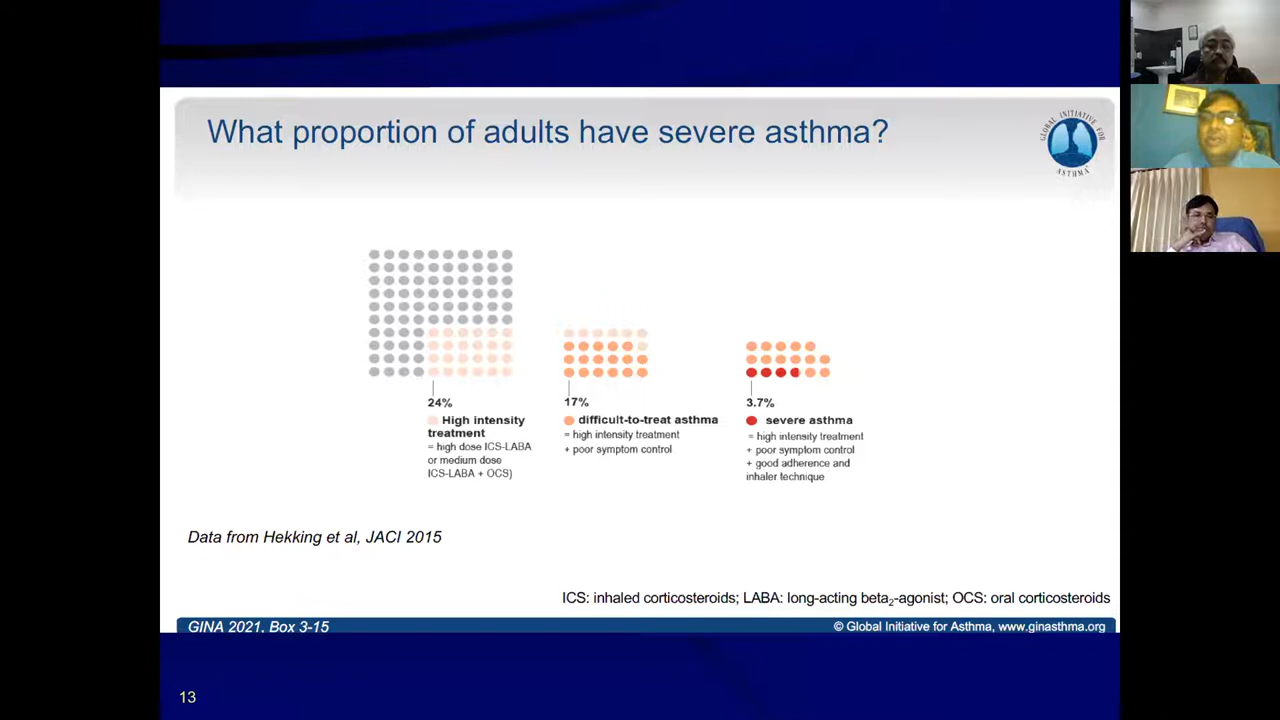 What proportion of adults have severe asthma?
GLOBAL INITIATIVE FOR
ASTHMA
24%
High intensity
treatment
= high dose ICS-LABA
or medium dose
ICS-LABA + OCS)
17%
difficult-to-treat asthma
= high intensity treatment
+ poor symptom control
3.7%
severe asthma
= high intensity treatment
+ poor symptom control
+ good adherence and
inhaler technique
Data from Hekking et al, JACI 2015
ICS: inhaled corticosteroids; LABA: long-acting beta2-agonist; OCS: oral corticosteroids
GINA 2021, Box 3-15
© Global Initiative for Asthma, www.ginasthma.org
13